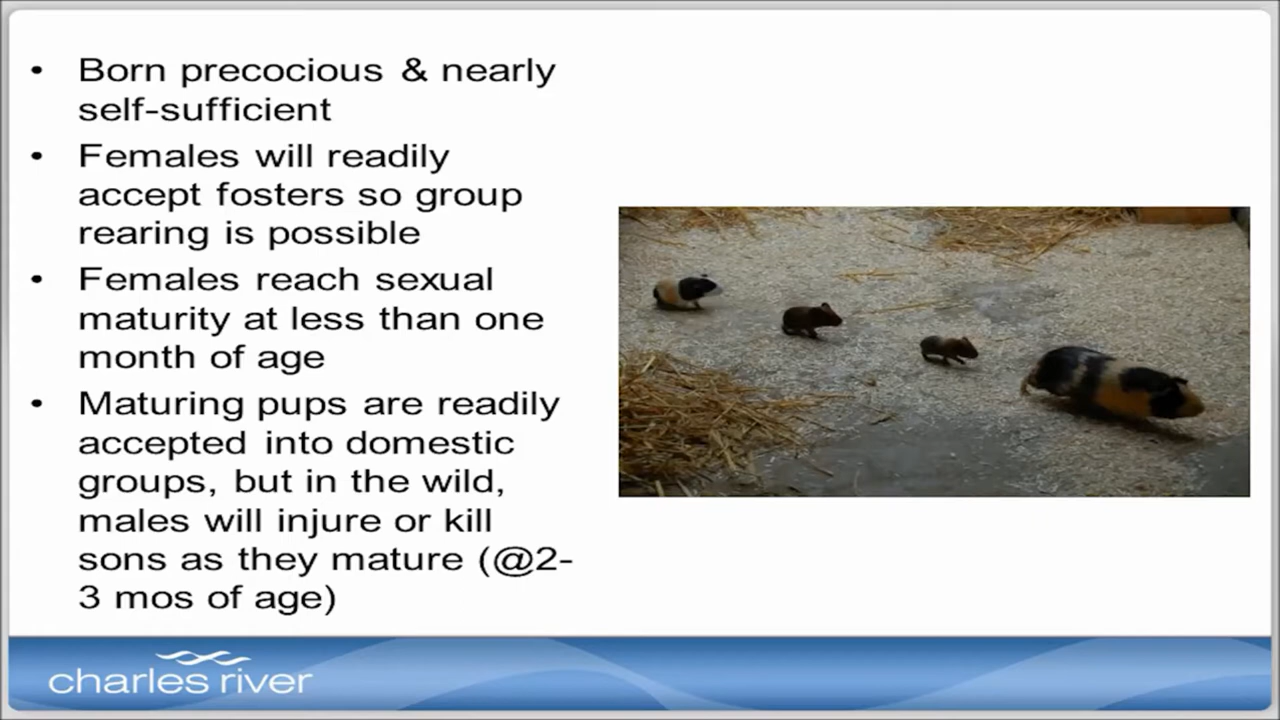 • Born precocious & nearly
self-sufficient
• Females will readily
accept fosters so group
rearing is possible
• Females reach sexual
maturity at less than one
month of age
• Maturing pups are readily
accepted into domestic
groups, but in the wild,
males will injure or kill
sons as they mature (@2-
3 mos of age)
charles river